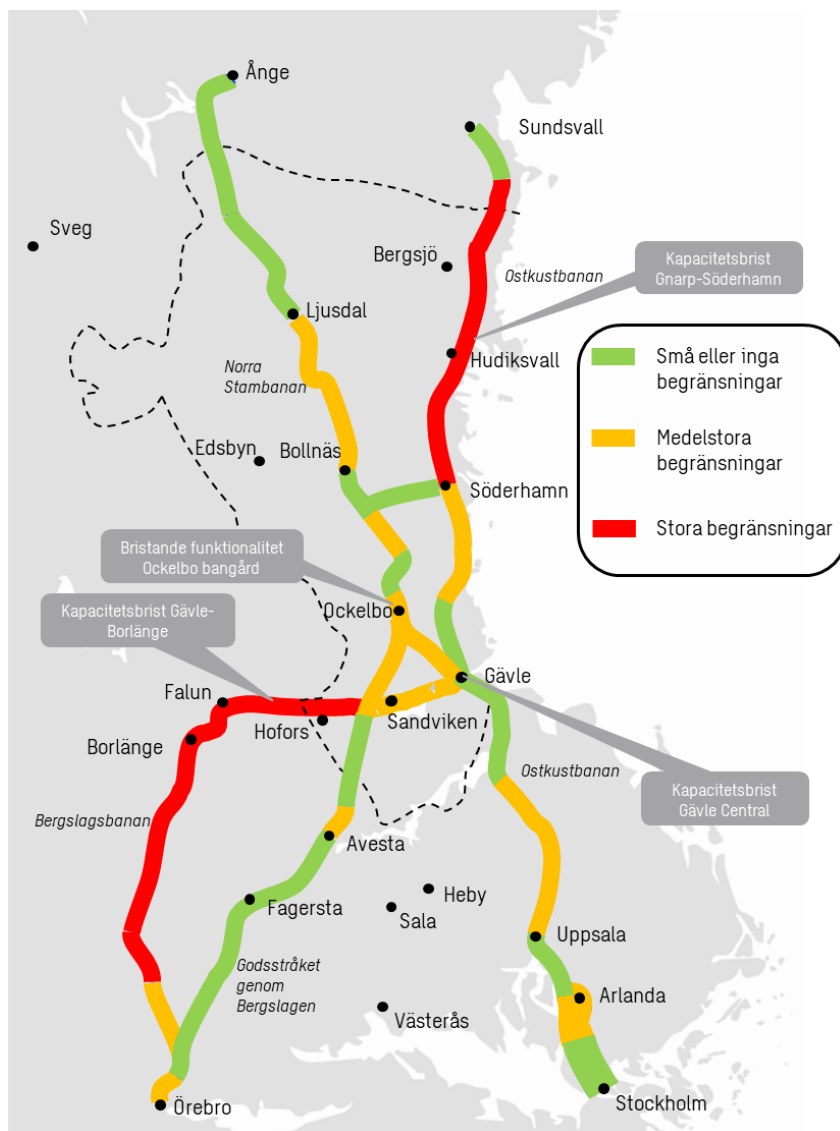 Ånge
Sundsvall
Sveg
Bergsjö
Ostkustbanan
Kapacitetsbrist
Gnarp-Söderhamn
Ljusdal
Hudiksvall
Små eller inga
begränsningar
Norra
Stambanan
Edsbyn
Bollnäs
Medelstora
begränsningar
Söderhamn
Stora begränsningar
Bristande funktionalitet
Ockelbo bangård
Ockelbo
Kapacitetsbrist Gävle-
Borlänge
Gävle
Falun
Hofors
Sandviken
Borlänge
Ostkustbanan
Kapacitetsbrist
Gävle Central
Bergslagsbanan
Avesta
Heby
Fagersta
Sala
Uppsala
Godsstråket
genom
Bergslagen
Arlanda
Västerås
Örebro
Stockholm